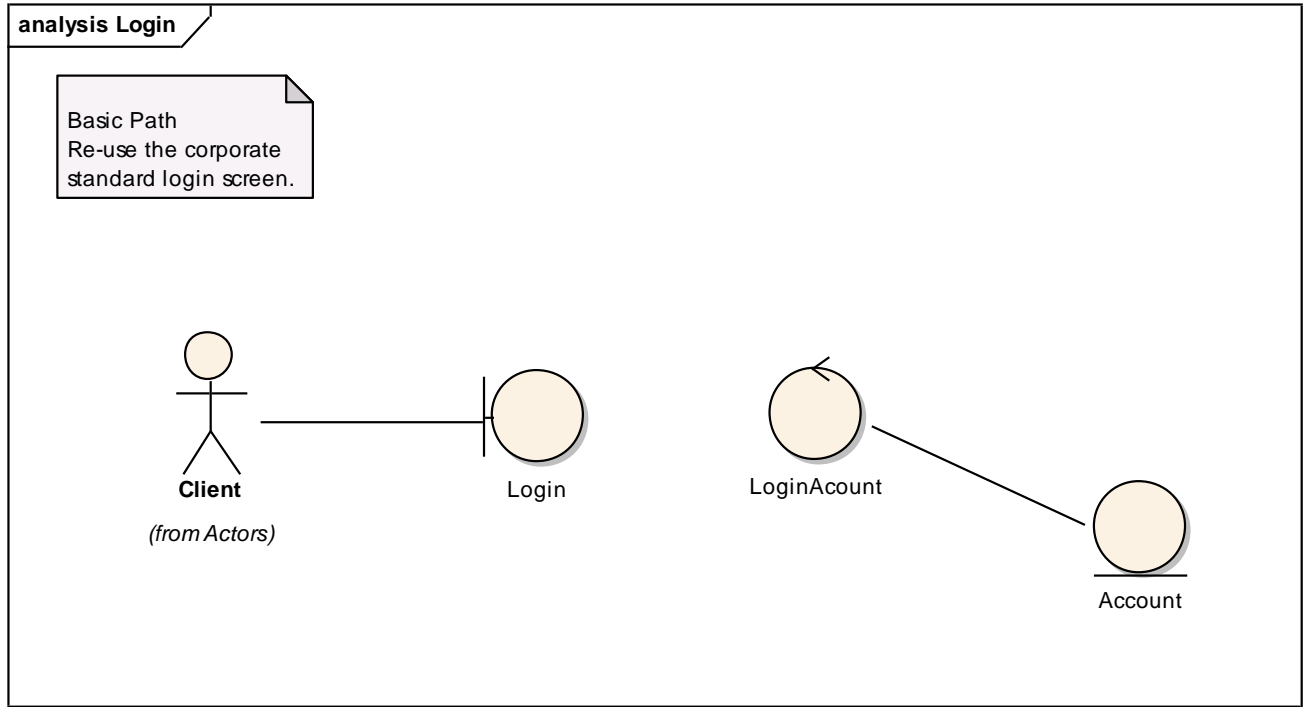 analysis Login
Basic Path
Re-use the corporate
standard login screen.
Client
(from Actors)
Login
LoginAcount
Account